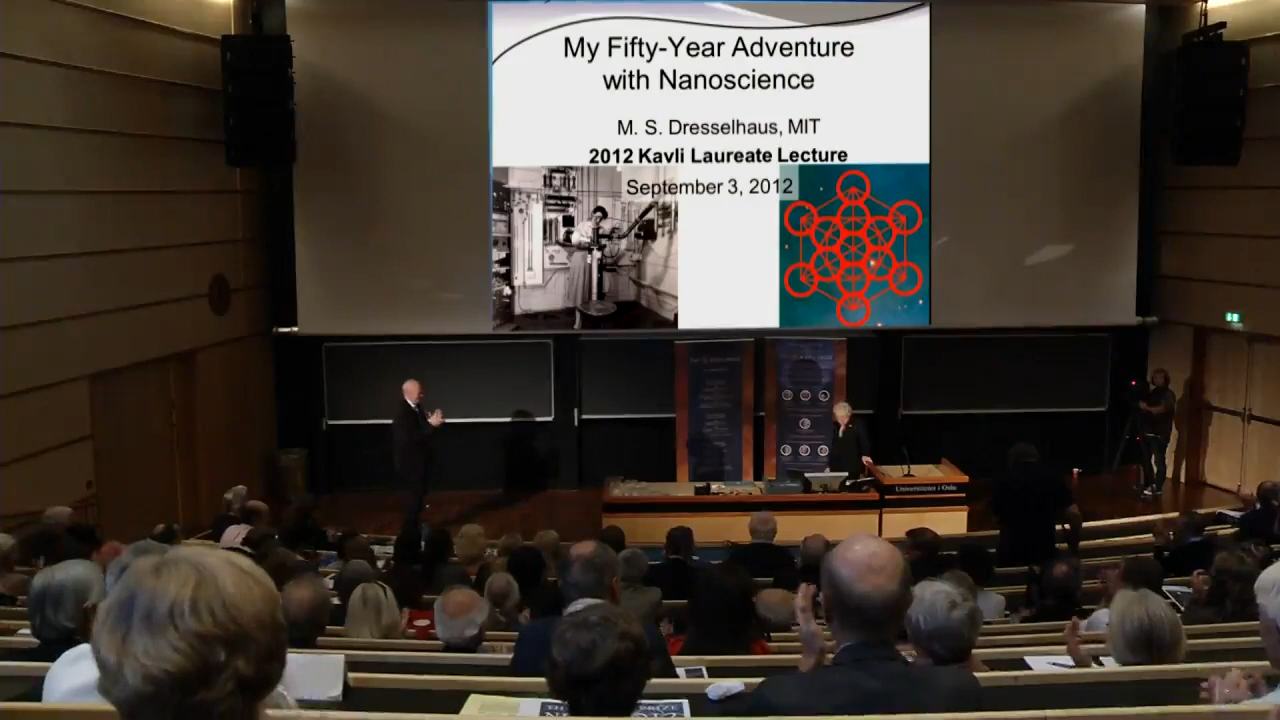 My Fifty-Year Adventure
with Nanoscience
M. S. Dresselhaus, MIT
2012 Kavli Laureate Lecture
September 3, 2012
Universitetet i Oslo